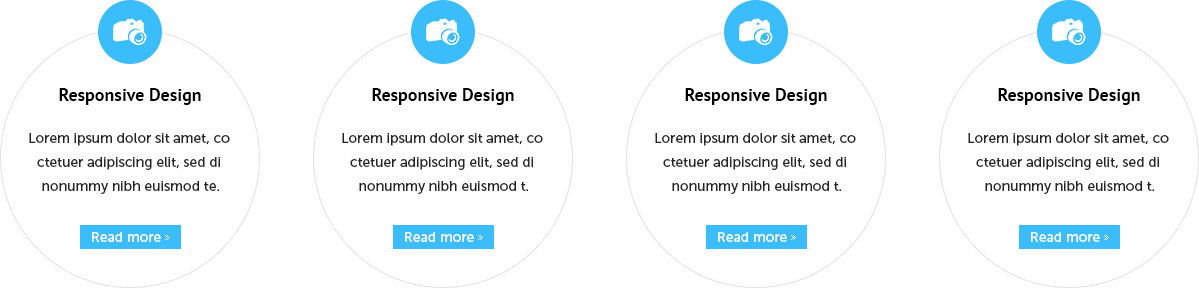 Responsive Design
Lorem ipsum dolor sit amet, co
ctetuer adipiscing elit, sed di
nonummy nibh euismod te.
Read more »
Responsive Design
Lorem ipsum dolor sit amet, co
ctetuer adipiscing elit, sed di
nonummy nibh euismod t.
Read more »
Responsive Design
Lorem ipsum dolor sit amet, co
ctetuer adipiscing elit, sed di
nonummy nibh euismod t.
Read more »
Responsive Design
Lorem ipsum dolor sit amet, co
ctetuer adipiscing elit, sed di
nonummy nibh euismod t.
Read more »